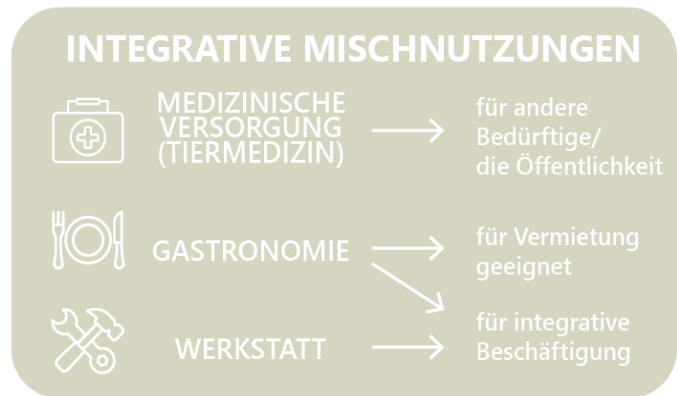 INTEGRATIVE MISCHNUTZUNGEN
MEDIZINISCHE
VERSORGUNG
(TIERMEDIZIN)
für andere
Bedürftige/
die Öffentlichkeit
GASTRONOMIE
für Vermietung
geeignet
WERKSTATT
für integrative
Beschäftigung